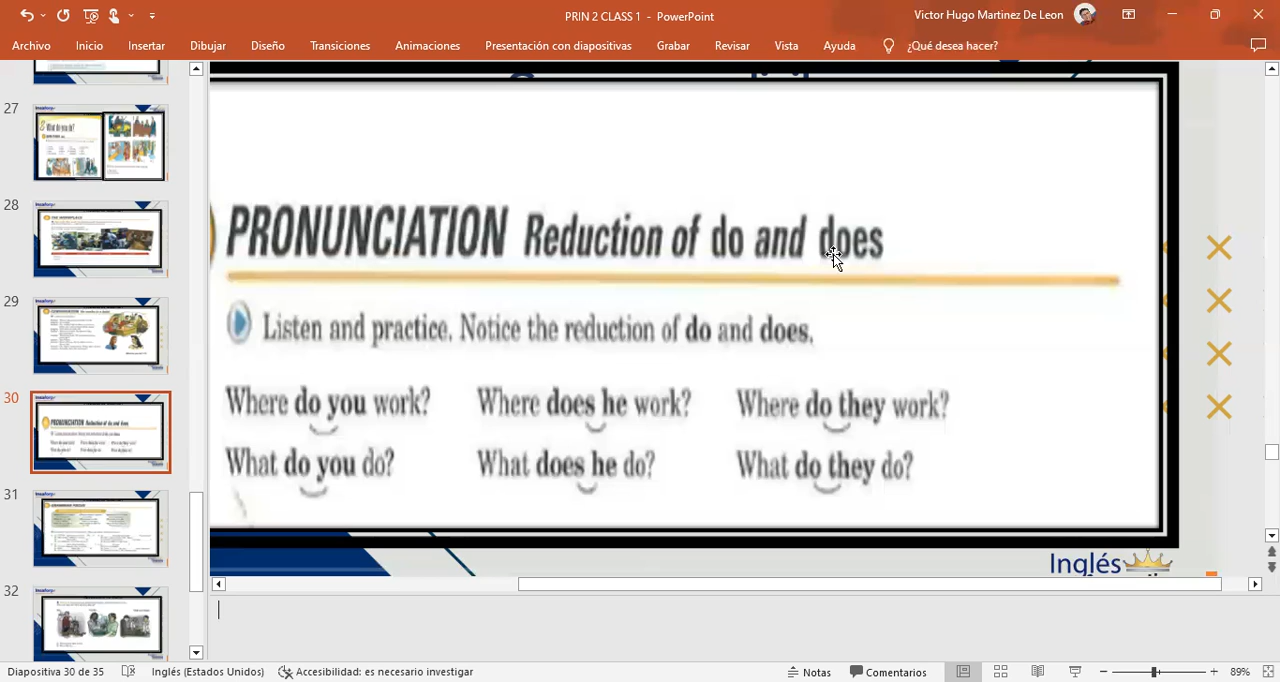 PRIN 2 CLASS 1 - PowerPoint
Victor Hugo Martinez De Leon
Archivo Inicio Insertar Dibujar Diseño Transiciones Animaciones Presentación con diapositivas Grabar Revisar Vista Ayuda ¿Qué desea hacer?
27
What do you do?
28
29
30
31
32
PRONUNCIATION Reduction of do and does
Listen and practice. Notice the reduction of do and does.
Where do you work? Where does he work? Where do they work?
What do you do? What does he do? What do they do?
Inglés
Diapositiva 30 de 35 Inglés (Estados Unidos) Accesibilidad: es necesario investigar Notas Comentarios 89%